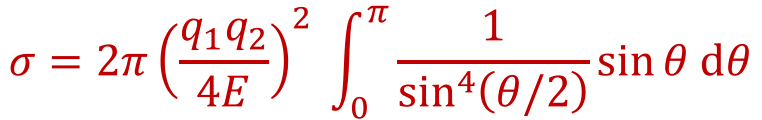 σ = 2π (q₁q₂/4E)² ∫₀^π 1/sin⁴(θ/2) sin θ dθ